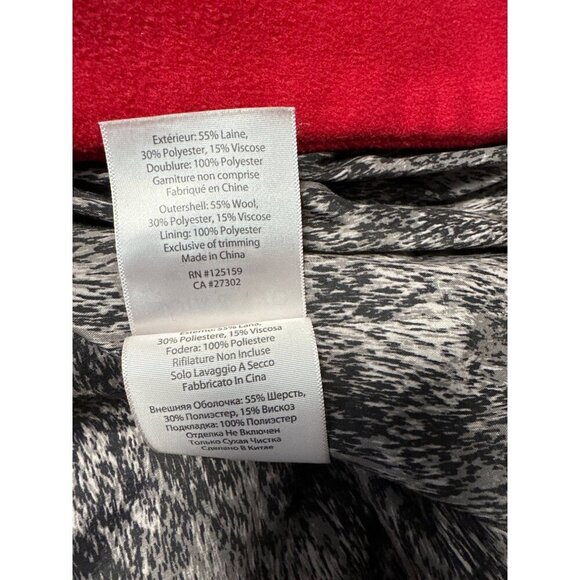 Extérieur: 55% Laine,
30% Polyester, 15% Viscose
Doublure: 100% Polyester
Garniture non comprise
Fabriqué en Chine
Outershell: 55% Wool,
30% Polyester, 15% Viscose
Lining: 100% Polyester
Exclusive of trimming
Made in China
RN #125159
CA #27302
Esterno: 55% Lana,
30% Poliestere, 15% Viscosa
Fodera: 100% Poliestere
Rifilature Non Incluse
Solo Lavaggio A Secco
Fabbricato In Cina
Внешняя Оболочка: 55% Шерсть,
30% Полиэстер, 15% Вискоз
Подкладка: 100% Полиэстер
Отделка Не Включен
Только Сухая Чистка
Сделано В Китае